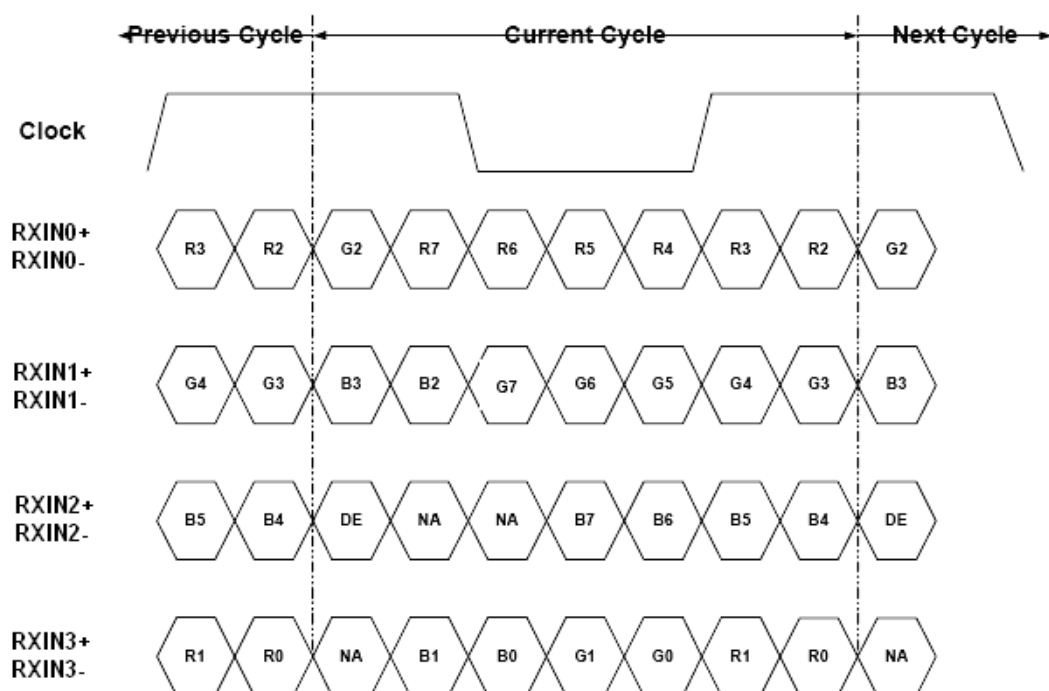 Previous Cycle Current Cycle Next Cycle
Clock
RXIN0+
RXIN0-
R3 R2 G2 R7 R6 R5 R4 R3 R2 G2
RXIN1+
RXIN1-
G4 G3 B3 B2 G7 G6 G5 G4 G3 B3
RXIN2+
RXIN2-
B5 B4 DE NA NA B7 B6 B5 B4 DE
RXIN3+
RXIN3-
R1 R0 NA B1 B0 G1 G0 R1 R0 NA